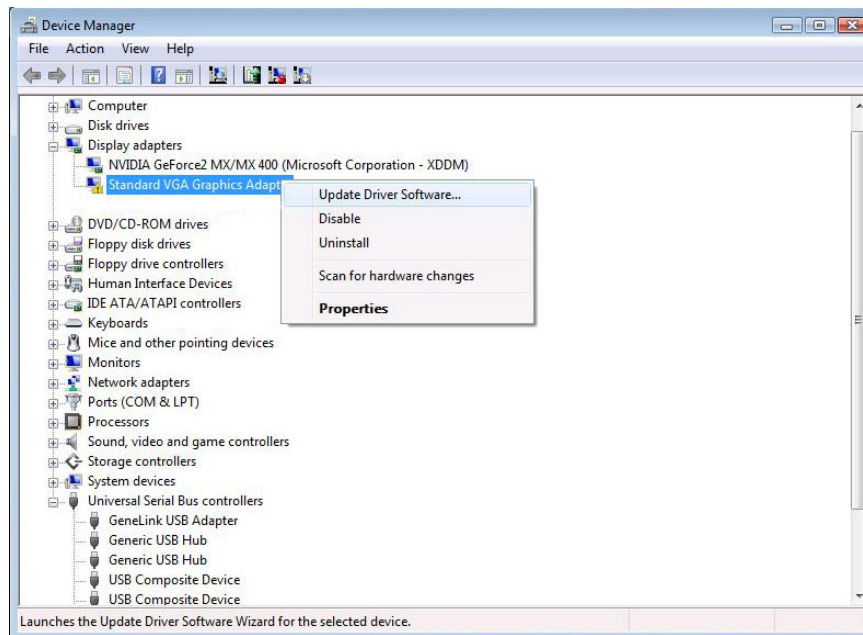 Device Manager
File Action View Help
Computer
Disk drives
Display adapters
NVIDIA GeForce2 MX/MX 400 (Microsoft Corporation - XDDM)
Standard VGA Graphics Adapt
Update Driver Software...
Disable
Uninstall
Scan for hardware changes
Properties
DVD/CD-ROM drives
Floppy disk drives
Floppy drive controllers
Human Interface Devices
IDE ATA/ATAPI controllers
Keyboards
Mice and other pointing devices
Monitors
Network adapters
Ports (COM & LPT)
Processors
Sound, video and game controllers
Storage controllers
System devices
Universal Serial Bus controllers
GeneLink USB Adapter
Generic USB Hub
Generic USB Hub
USB Composite Device
USB Composite Device
Launches the Update Driver Software Wizard for the selected device.